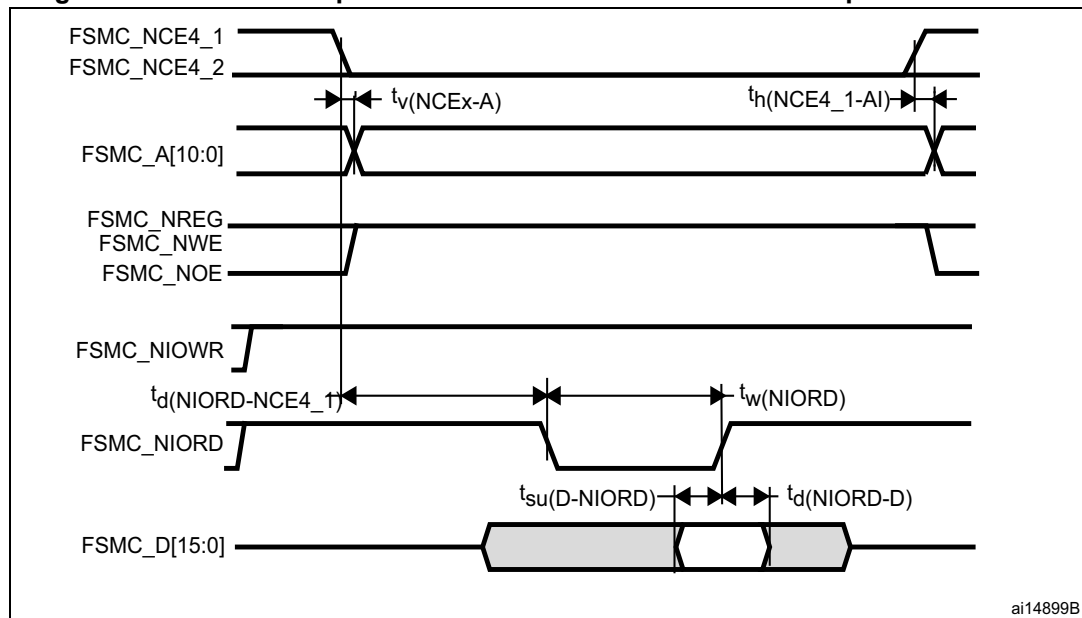 FSMC_NCE4_1
FSMC_NCE4_2
tv(NCEx-A)
th(NCE4_1-AI)
FSMC_A[10:0]
FSMC_NREG
FSMC_NWE
FSMC_NOE
FSMC_NIOWR
td(NIORD-NCE4_1)
tw(NIORD)
FSMC_NIORD
tsu(D-NIORD)
td(NIORD-D)
FSMC_D[15:0]
ai14899B